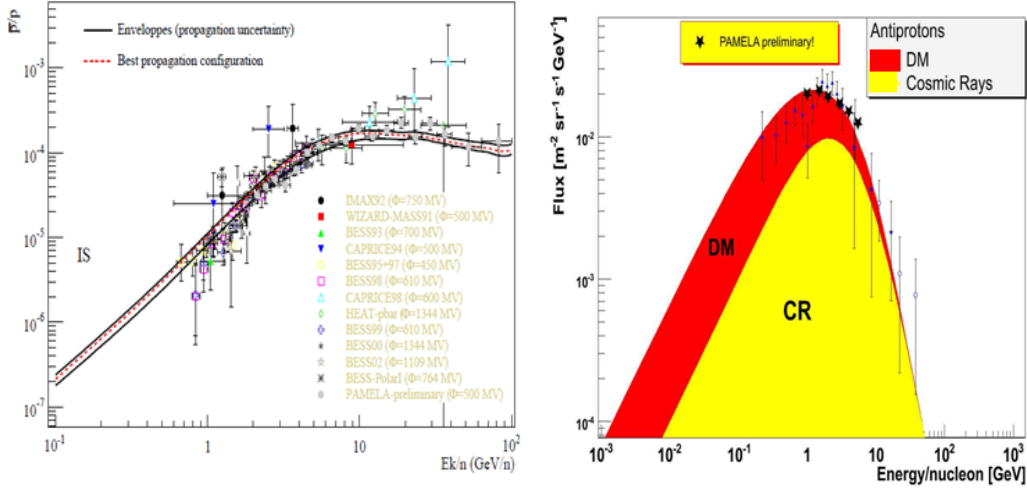 p̅/p
Enveloppes (propagation uncertainty)
Best propagation configuration
10⁻³
10⁻⁴
10⁻⁵
10⁻⁶
10⁻⁷
IS
IMAX92 (Φ=750 MV)
WIZARD-MASS91 (Φ=500 MV)
BESS93 (Φ=700 MV)
CAPRICE94 (Φ=500 MV)
BESS95+97 (Φ=450 MV)
BESS98 (Φ=610 MV)
CAPRICE98 (Φ=600 MV)
HEAT-pbar (Φ=1344 MV)
BESS99 (Φ=610 MV)
BESS00 (Φ=1344 MV)
BESS02 (Φ=1109 MV)
BESS-PolarI (Φ=764 MV)
PAMELA-preliminary (Φ=500 MV)
10⁻¹ 1 10 10²
Ek/n (GeV/n)
Flux [m⁻² sr⁻¹ s⁻¹ GeV⁻¹]
PAMELA preliminary!
Antiprotons
DM
Cosmic Rays
10⁻²
10⁻³
10⁻⁴
DM
CR
10⁻³ 10⁻² 10⁻¹ 1 10 10² 10³
Energy/nucleon [GeV]